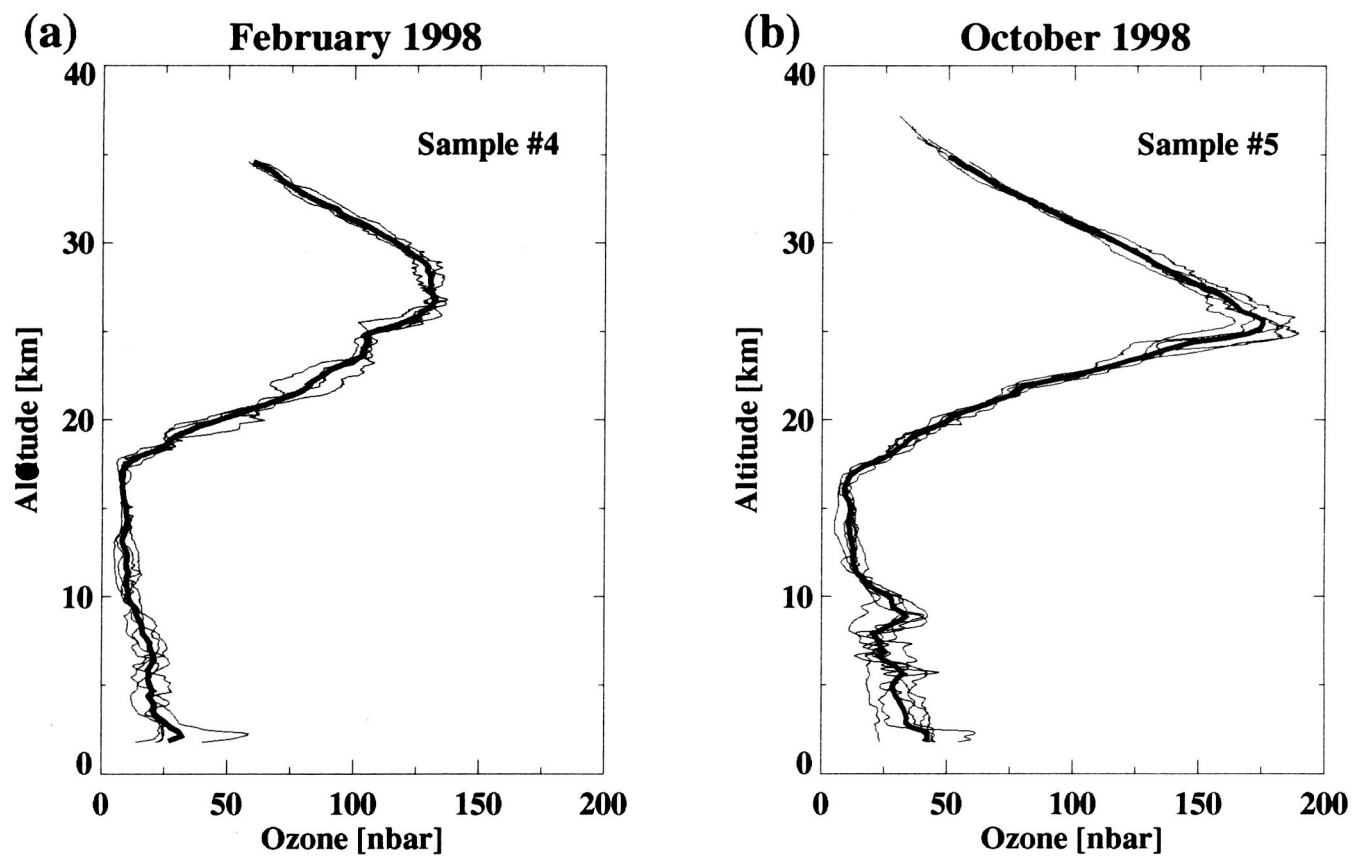 (a) February 1998
40
30
20
10
0
Altitude [km]
Sample #4
0 50 100 150 200
Ozone [nbar]
(b) October 1998
40
30
20
10
0
Altitude [km]
Sample #5
0 50 100 150 200
Ozone [nbar]